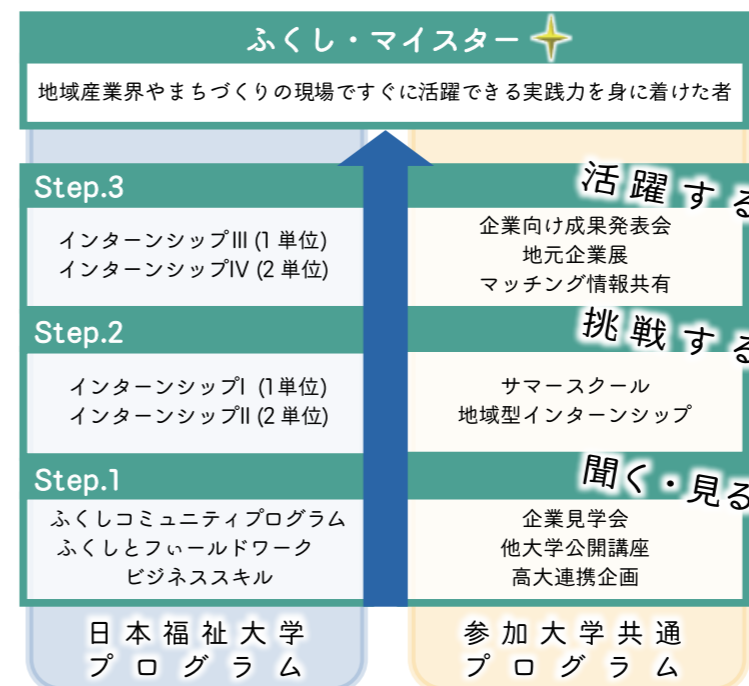 ふくし・マイスター
地域産業界やまちづくりの現場ですぐに活躍できる実践力を身に着けた者
Step.3
活躍する
インターンシップⅢ (1 単位)
インターンシップⅣ (2 単位)
企業向け成果発表会
地元企業展
マッチング情報共有
Step.2
挑戦する
インターンシップⅠ (1単位)
インターンシップⅡ (2 単位)
サマースクール
地域型インターンシップ
Step.1
聞く・見る
ふくしコミュニティプログラム
ふくしとフィールドワーク
ビジネススキル
企業見学会
他大学公開講座
高大連携企画
日本福祉大学
プログラム
参加大学共通
プログラム